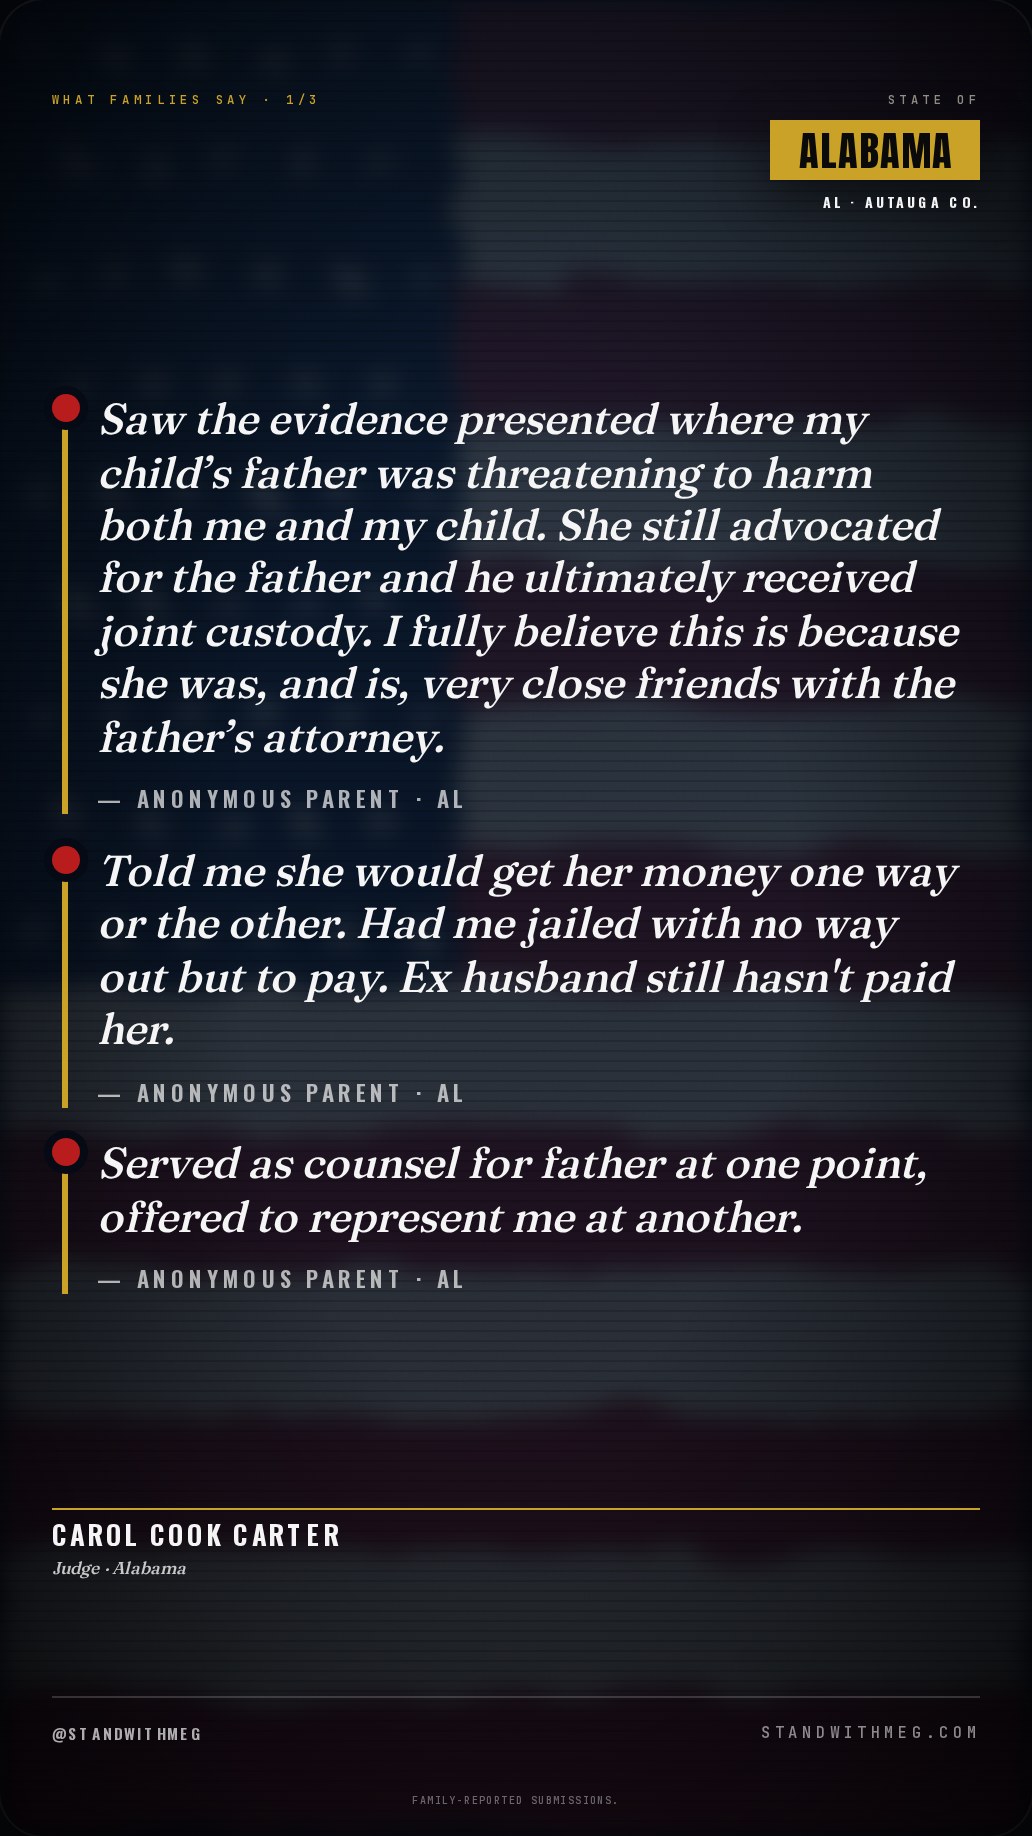 WHAT FAMILIES SAY · 1/3
STATE OF
ALABAMA
AL · AUTAUGA CO.
Saw the evidence presented where my
child’s father was threatening to harm
both me and my child. She still advocated
for the father and he ultimately received
joint custody. I fully believe this is because
she was, and is, very close friends with the
father’s attorney.
— ANONYMOUS PARENT · AL
Told me she would get her money one way
or the other. Had me jailed with no way
out but to pay. Ex husband still hasn't paid
her.
— ANONYMOUS PARENT · AL
Served as counsel for father at one point,
offered to represent me at another.
— ANONYMOUS PARENT · AL
CAROL COOK CARTER
Judge · Alabama
@STANDWITHMEG
STANDWITHMEG.COM
FAMILY-REPORTED SUBMISSIONS.